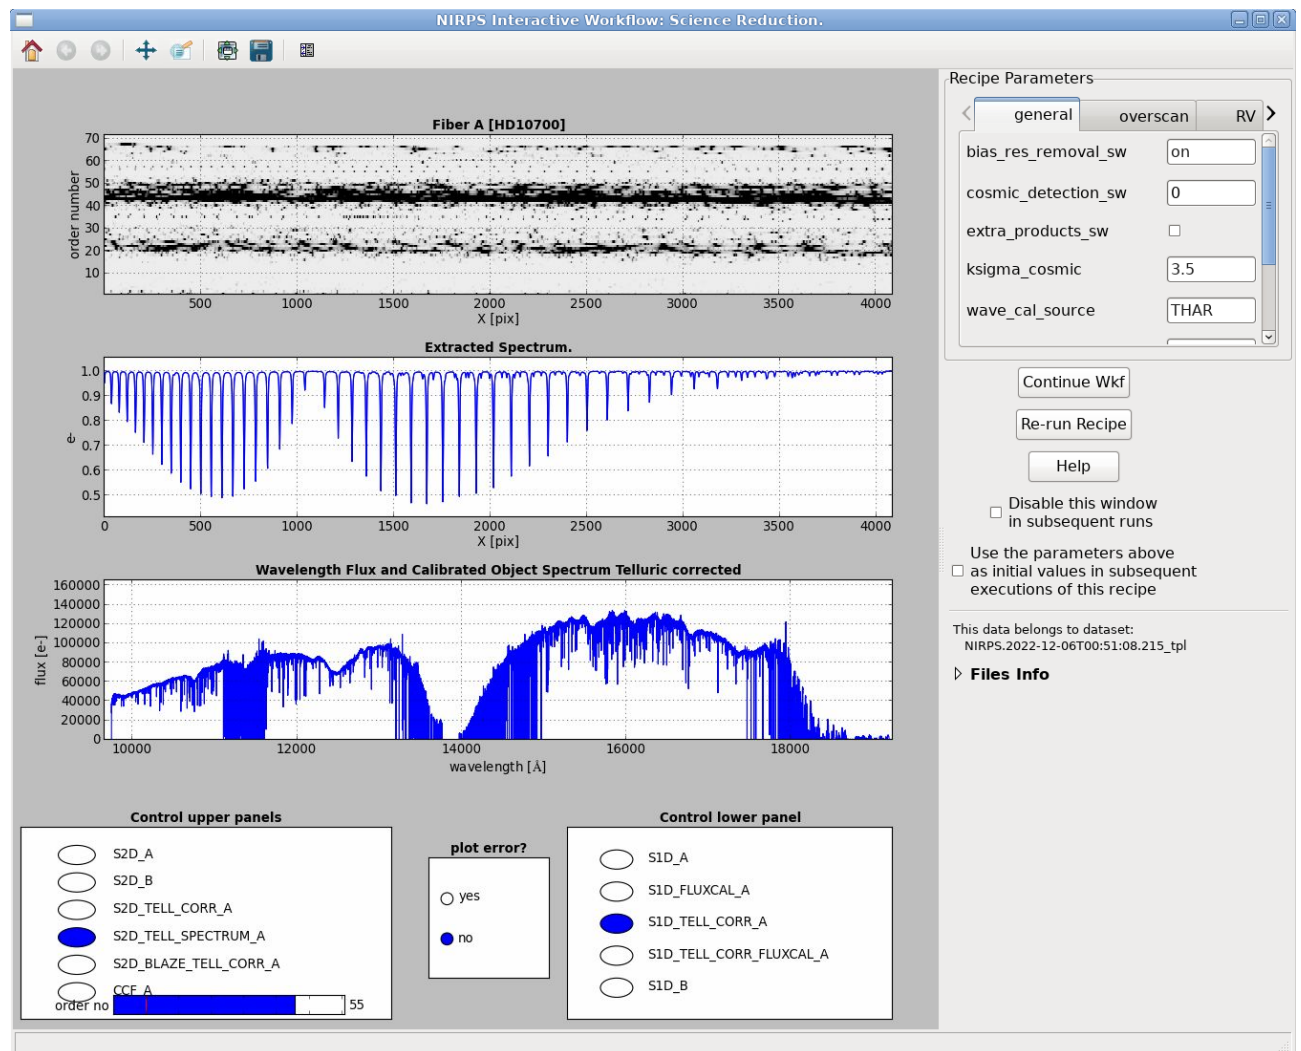 NIRPS Interactive Workflow: Science Reduction.
Fiber A [HD10700]
order number
70
60
50
40
30
20
10
500 1000 1500 2000 2500 3000 3500 4000
X [pix]
Extracted Spectrum.
e-
1.0
0.9
0.8
0.7
0.6
0.5
0 500 1000 1500 2000 2500 3000 3500 4000
X [pix]
Wavelength Flux and Calibrated Object Spectrum Telluric corrected
flux [e-]
160000
140000
120000
100000
80000
60000
40000
20000
0
10000 12000 14000 16000 18000
wavelength [Å]
Control upper panels
S2D_A
S2D_B
S2D_TELL_CORR_A
S2D_TELL_SPECTRUM_A
S2D_BLAZE_TELL_CORR_A
CCF_A
order no 55
plot error?
yes
no
Control lower panel
S1D_A
S1D_FLUXCAL_A
S1D_TELL_CORR_A
S1D_TELL_CORR_FLUXCAL_A
S1D_B
Recipe Parameters
general overscan RV
bias_res_removal_sw on
cosmic_detection_sw 0
extra_products_sw
ksigma_cosmic 3.5
wave_cal_source THAR
Continue Wkf
Re-run Recipe
Help
Disable this window
in subsequent runs
Use the parameters above
as initial values in subsequent
executions of this recipe
This data belongs to dataset:
NIRPS.2022-12-06T00:51:08.215_tpl
Files Info